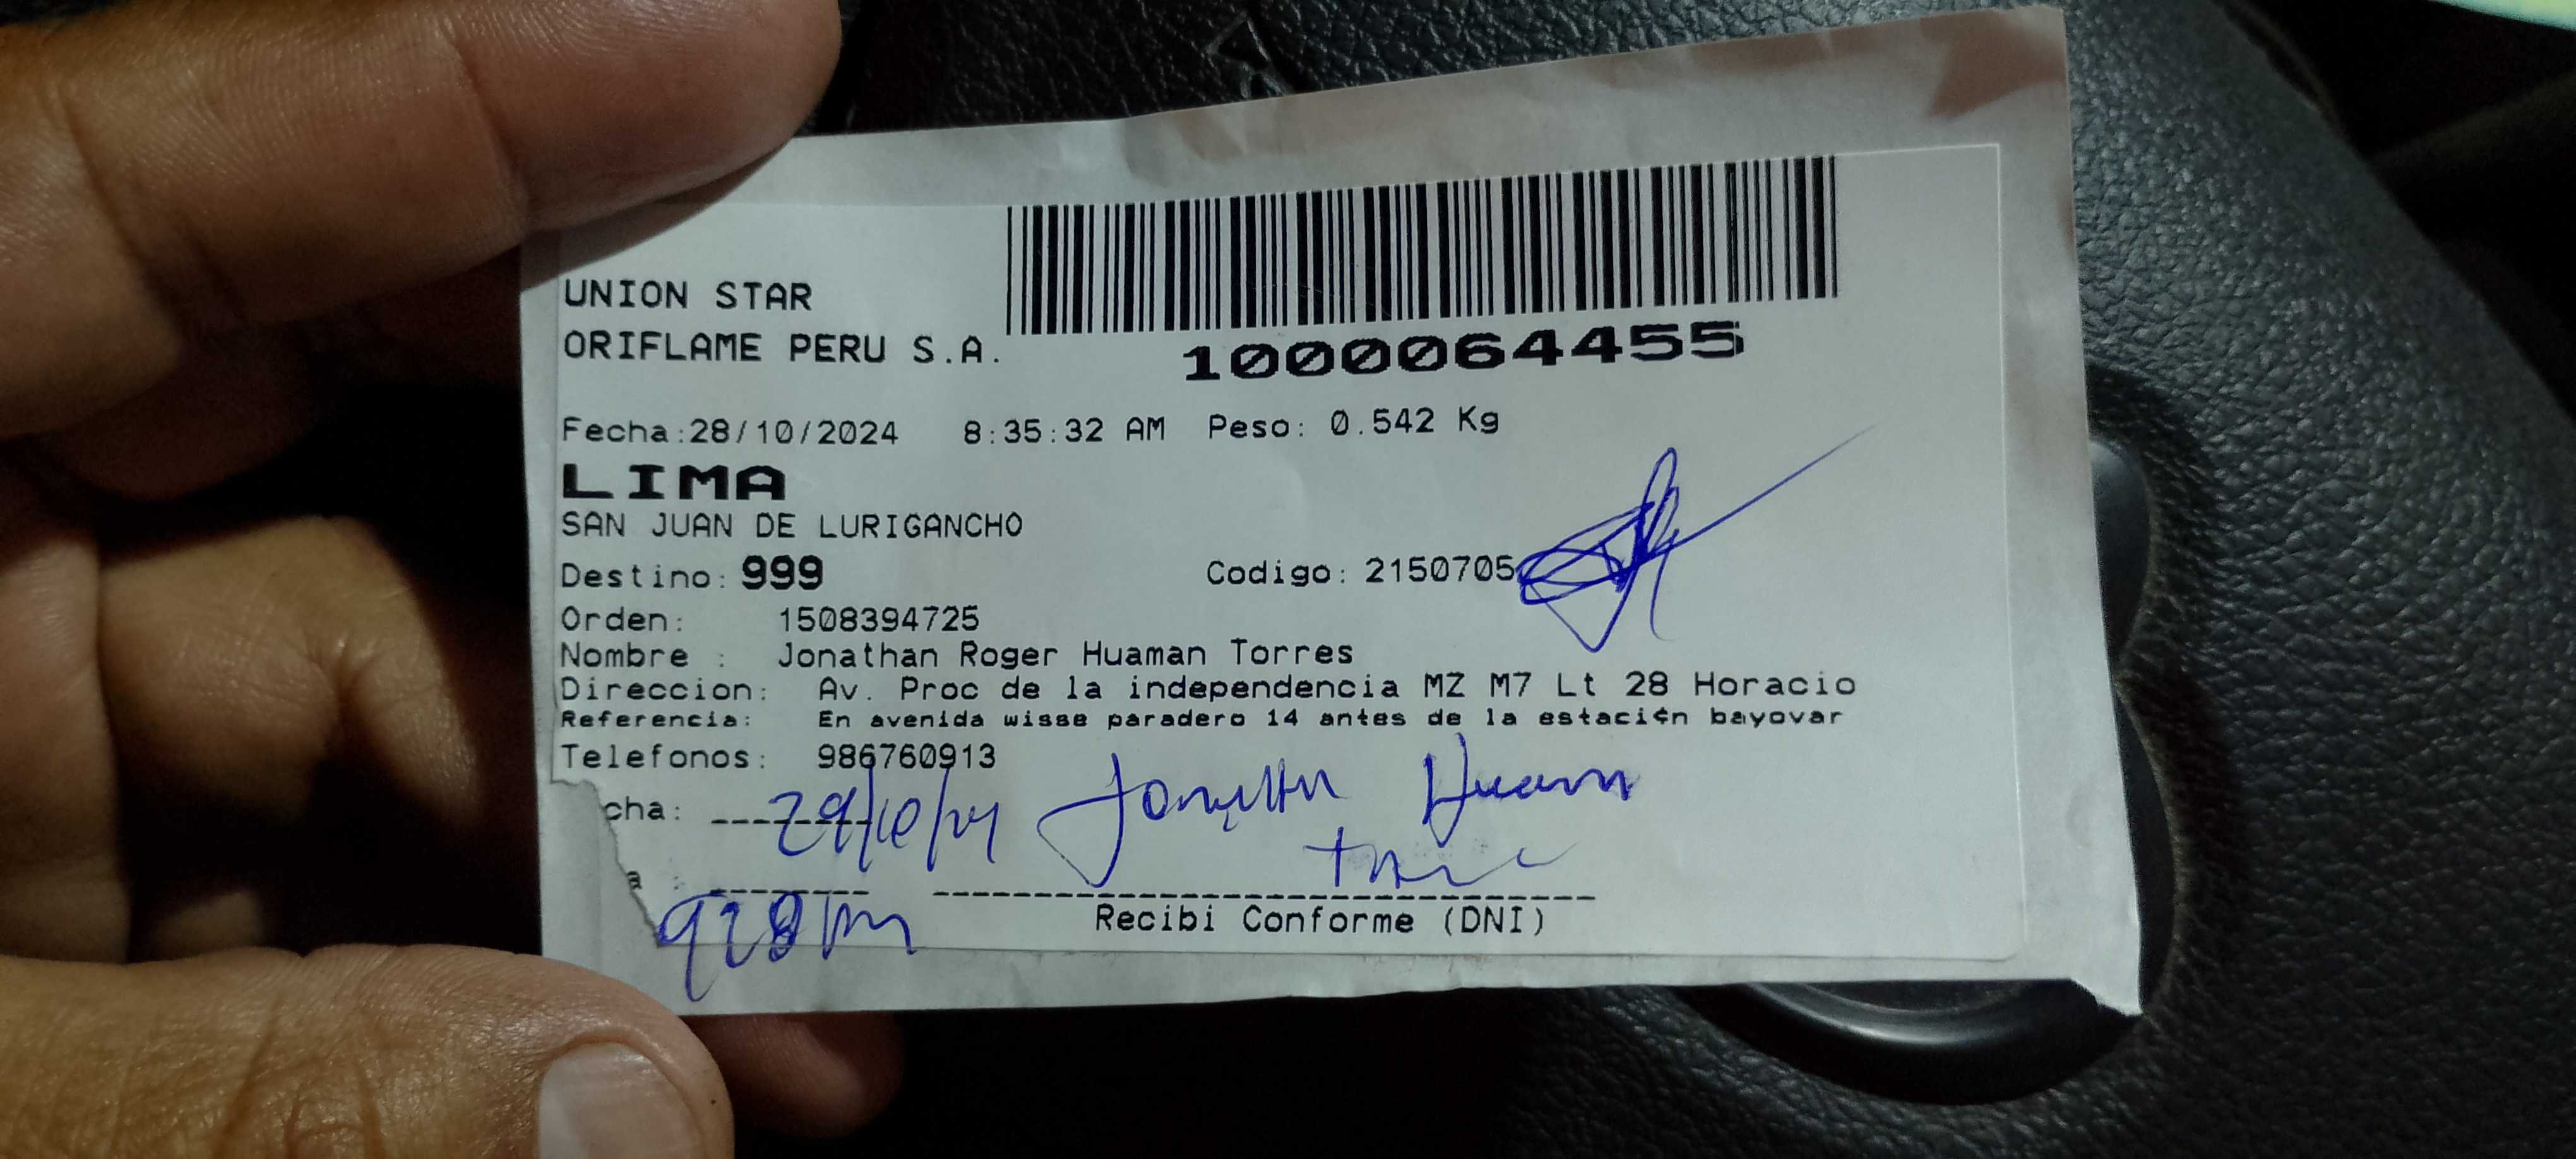 UNION STAR
ORIFLAME PERU S.A.
1000064455
Fecha:28/10/2024 8:35:32 AM Peso: 0.542 Kg
LIMA
SAN JUAN DE LURIGANCHO
Destino: 999 Codigo: 2150705
Orden: 1508394725
Nombre : Jonathan Roger Huaman Torres
Direccion: Av. Proc de la independencia MZ M7 Lt 28 Horacio
Referencia: En avenida wisse paradero 14 antes de la estaci¢n bayovar
Telefonos: 986760913
cha: 29/10/24
a :
Recibi Conforme (DNI)